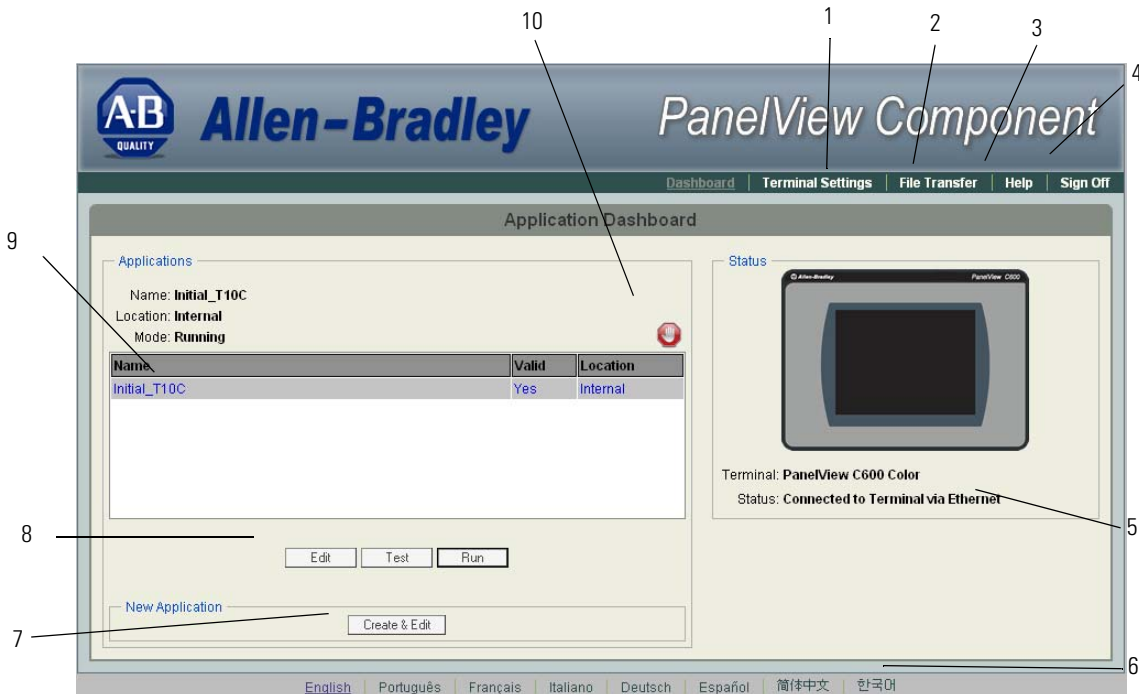 10
1
2
3
4
A-B
QUALITY
Allen-Bradley
PanelView Component
Dashboard | Terminal Settings | File Transfer | Help | Sign Off
Application Dashboard
9
Applications
Name: Initial_T10C
Location: Internal
Mode: Running
Name Valid Location
Initial_T10C Yes Internal
Status
Allen-Bradley PanelView C600
Terminal: PanelView C600 Color
Status: Connected to Terminal via Ethernet
5
8
Edit Test Run
New Application
Create & Edit
7
6
English | Português | Français | Italiano | Deutsch | Español | 简体中文 | 한국어